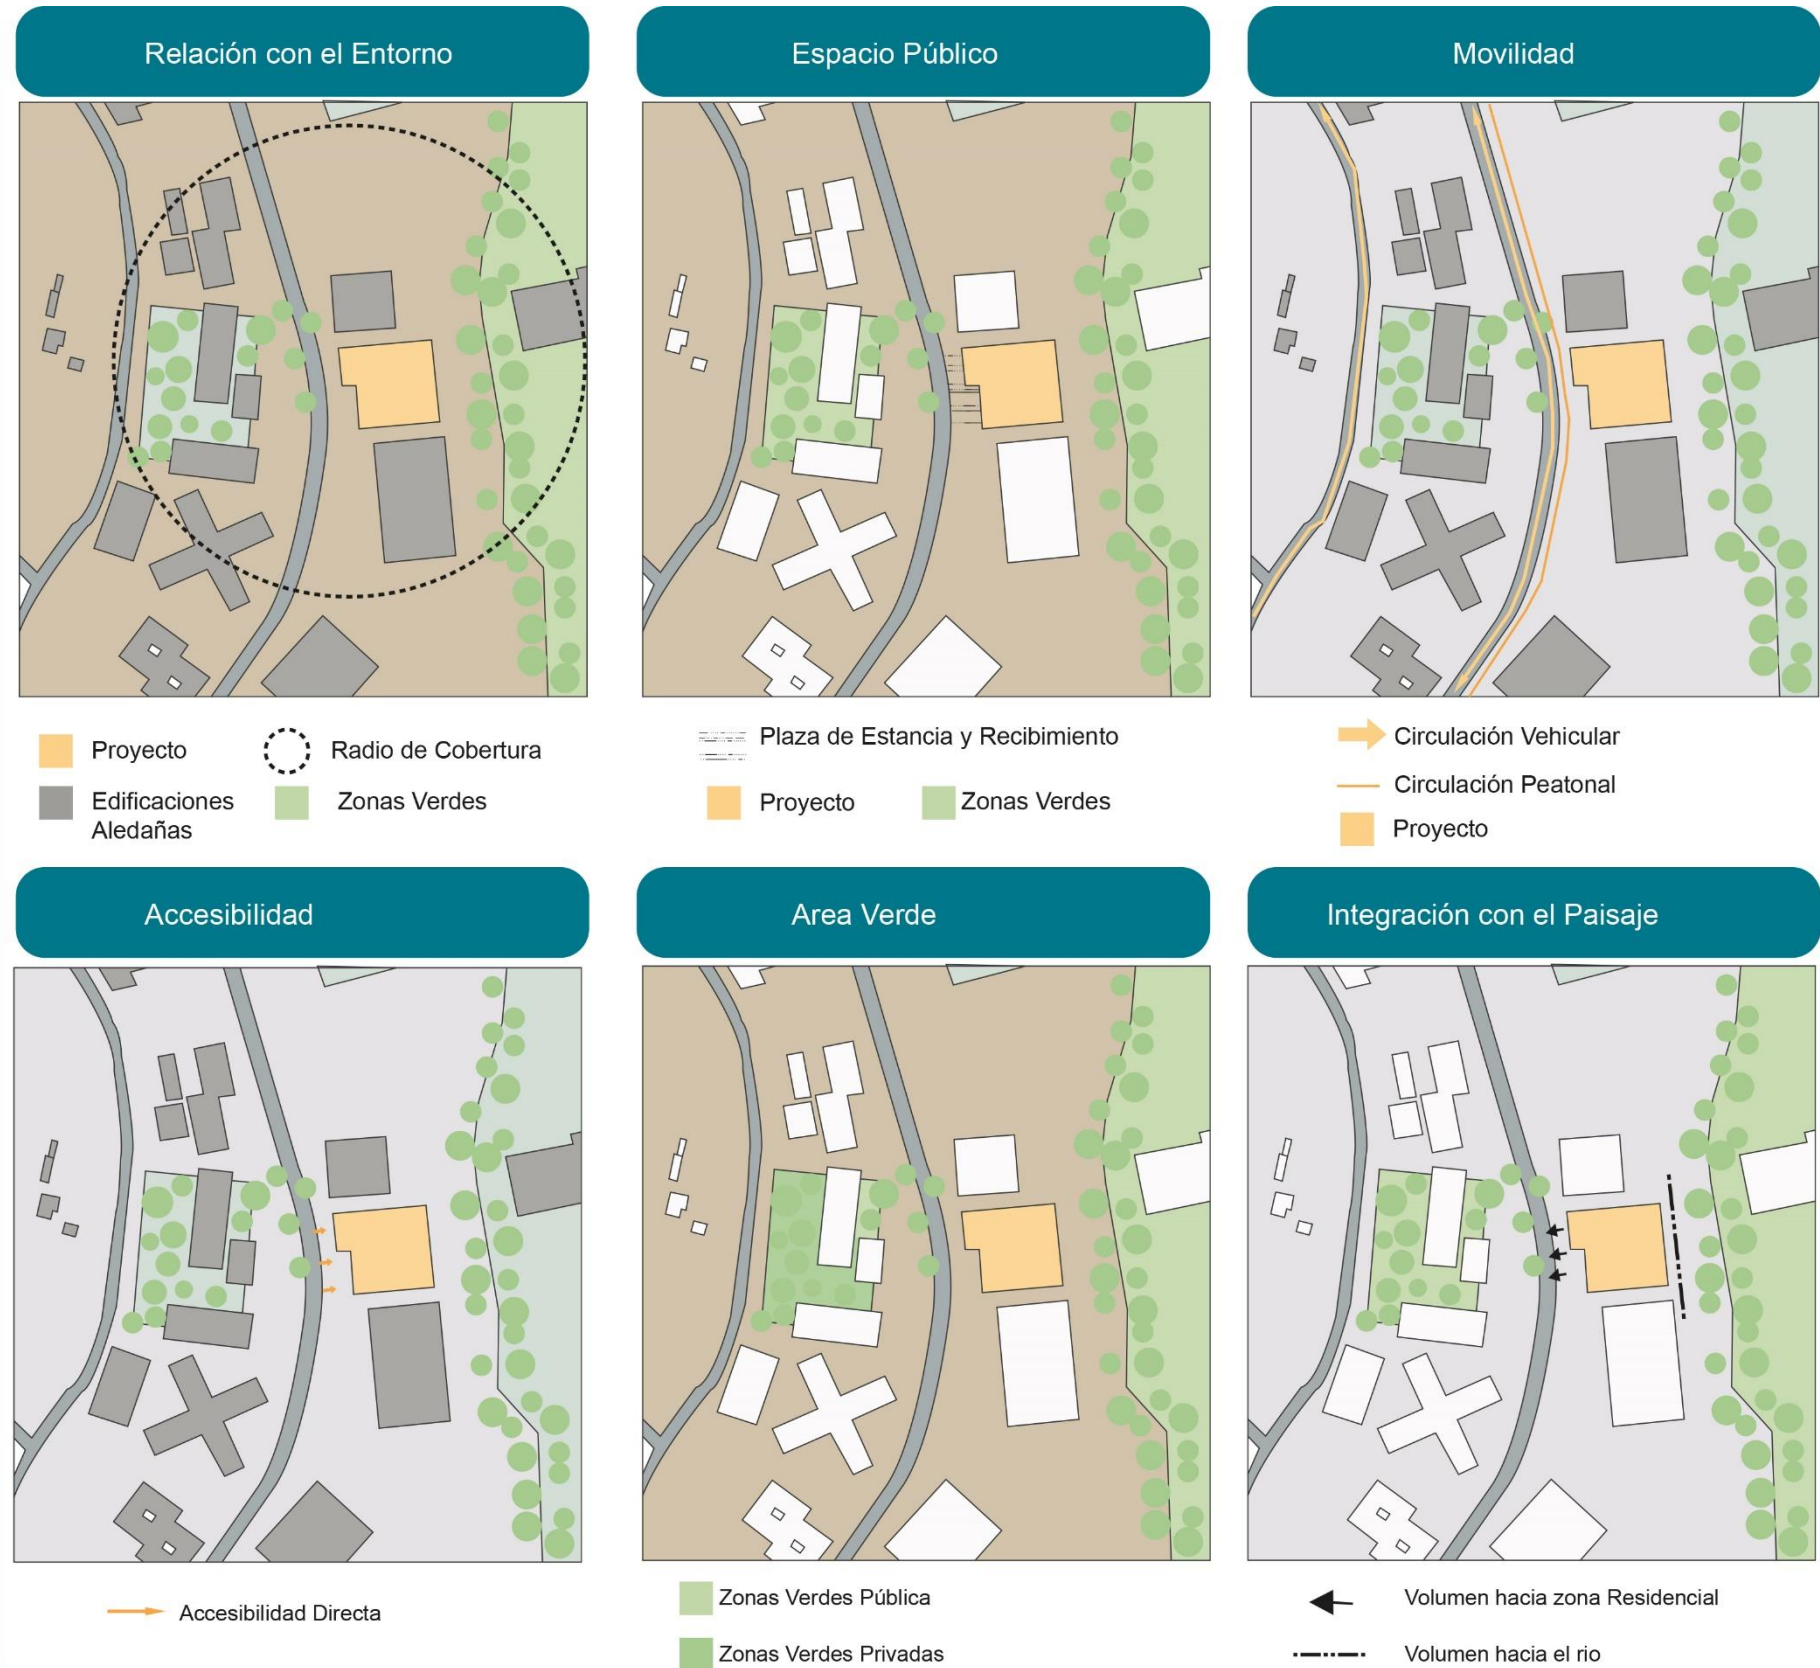 Relación con el Entorno
Espacio Público
Movilidad
Proyecto
Radio de Cobertura
Edificaciones
Aledañas
Zonas Verdes
Plaza de Estancia y Recibimiento
Proyecto
Zonas Verdes
Circulación Vehicular
Circulación Peatonal
Proyecto
Accesibilidad
Area Verde
Integración con el Paisaje
Accesibilidad Directa
Zonas Verdes Pública
Zonas Verdes Privadas
Volumen hacia zona Residencial
Volumen hacia el rio